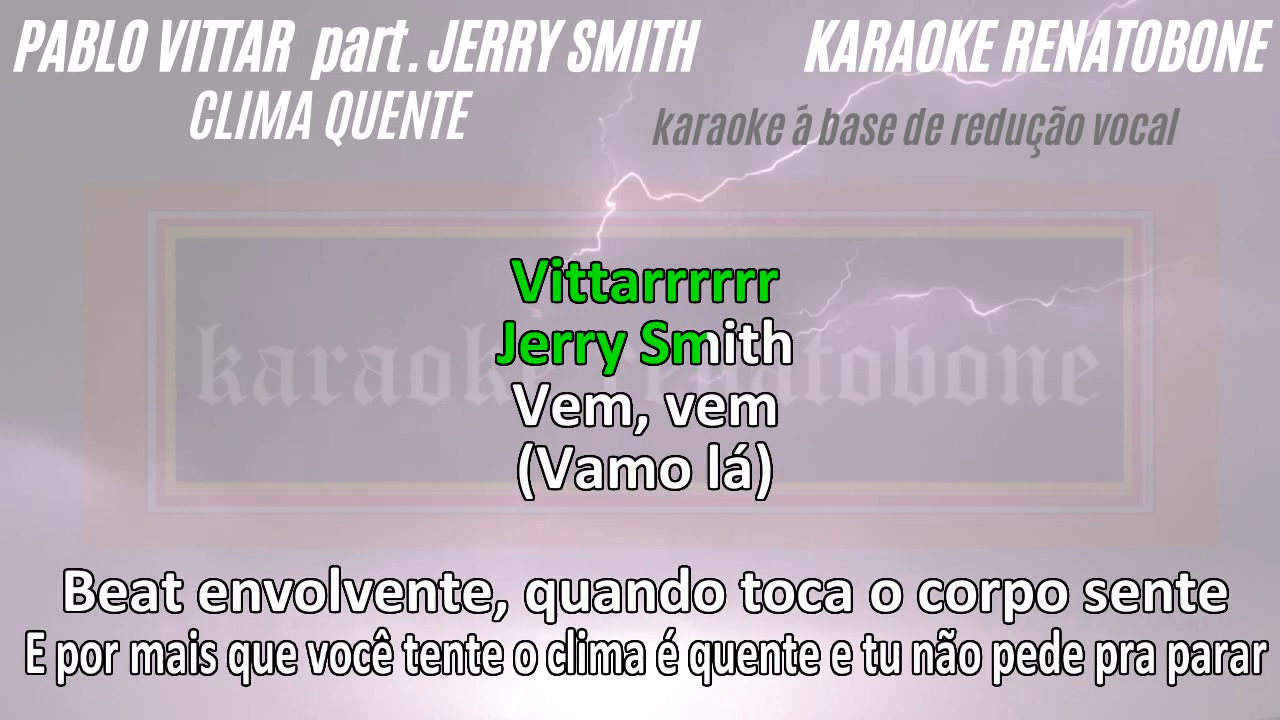 PABLO VITTAR part. JERRY SMITH
KARAOKE RENATOBONE
CLIMA QUENTE
karaoke á base de redução vocal
karaoke renatobone
Vittarrrrrr
Jerry Smith
Vem, vem
(Vamo lá)
Beat envolvente, quando toca o corpo sente
E por mais que você tente o clima é quente e tu não pede pra parar